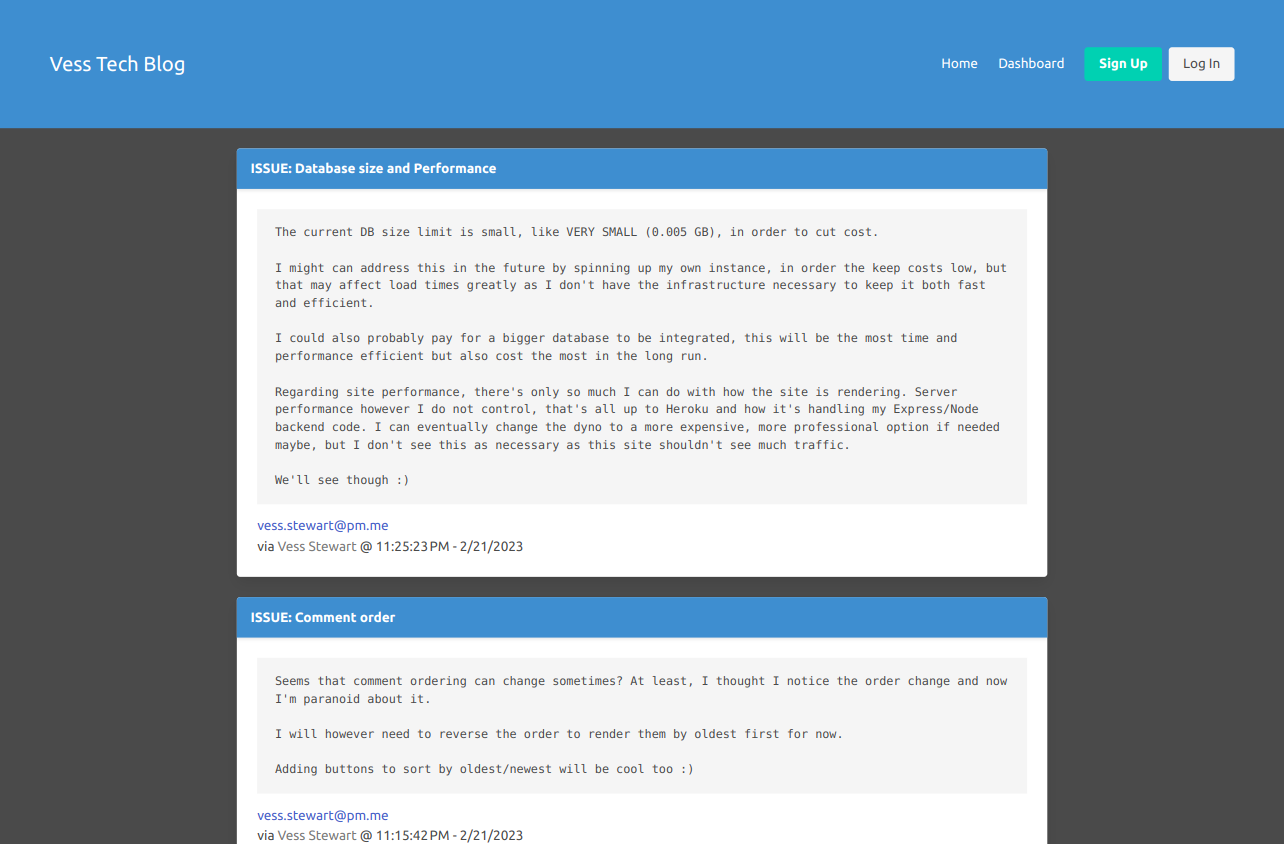 Vess Tech Blog
Home
Dashboard
Sign Up
Log In
ISSUE: Database size and Performance
The current DB size limit is small, like VERY SMALL (0.005 GB), in order to cut cost.
I might can address this in the future by spinning up my own instance, in order the keep costs low, but
that may affect load times greatly as I don't have the infrastructure necessary to keep it both fast
and efficient.
I could also probably pay for a bigger database to be integrated, this will be the most time and
performance efficient but also cost the most in the long run.
Regarding site performance, there's only so much I can do with how the site is rendering. Server
performance however I do not control, that's all up to Heroku and how it's handling my Express/Node
backend code. I can eventually change the dyno to a more expensive, more professional option if needed
maybe, but I don't see this as necessary as this site shouldn't see much traffic.
We'll see though :)
vess.stewart@pm.me
via Vess Stewart @ 11:25:23 PM - 2/21/2023
ISSUE: Comment order
Seems that comment ordering can change sometimes? At least, I thought I notice the order change and now
I'm paranoid about it.
I will however need to reverse the order to render them by oldest first for now.
Adding buttons to sort by oldest/newest will be cool too :)
vess.stewart@pm.me
via Vess Stewart @ 11:15:42 PM - 2/21/2023